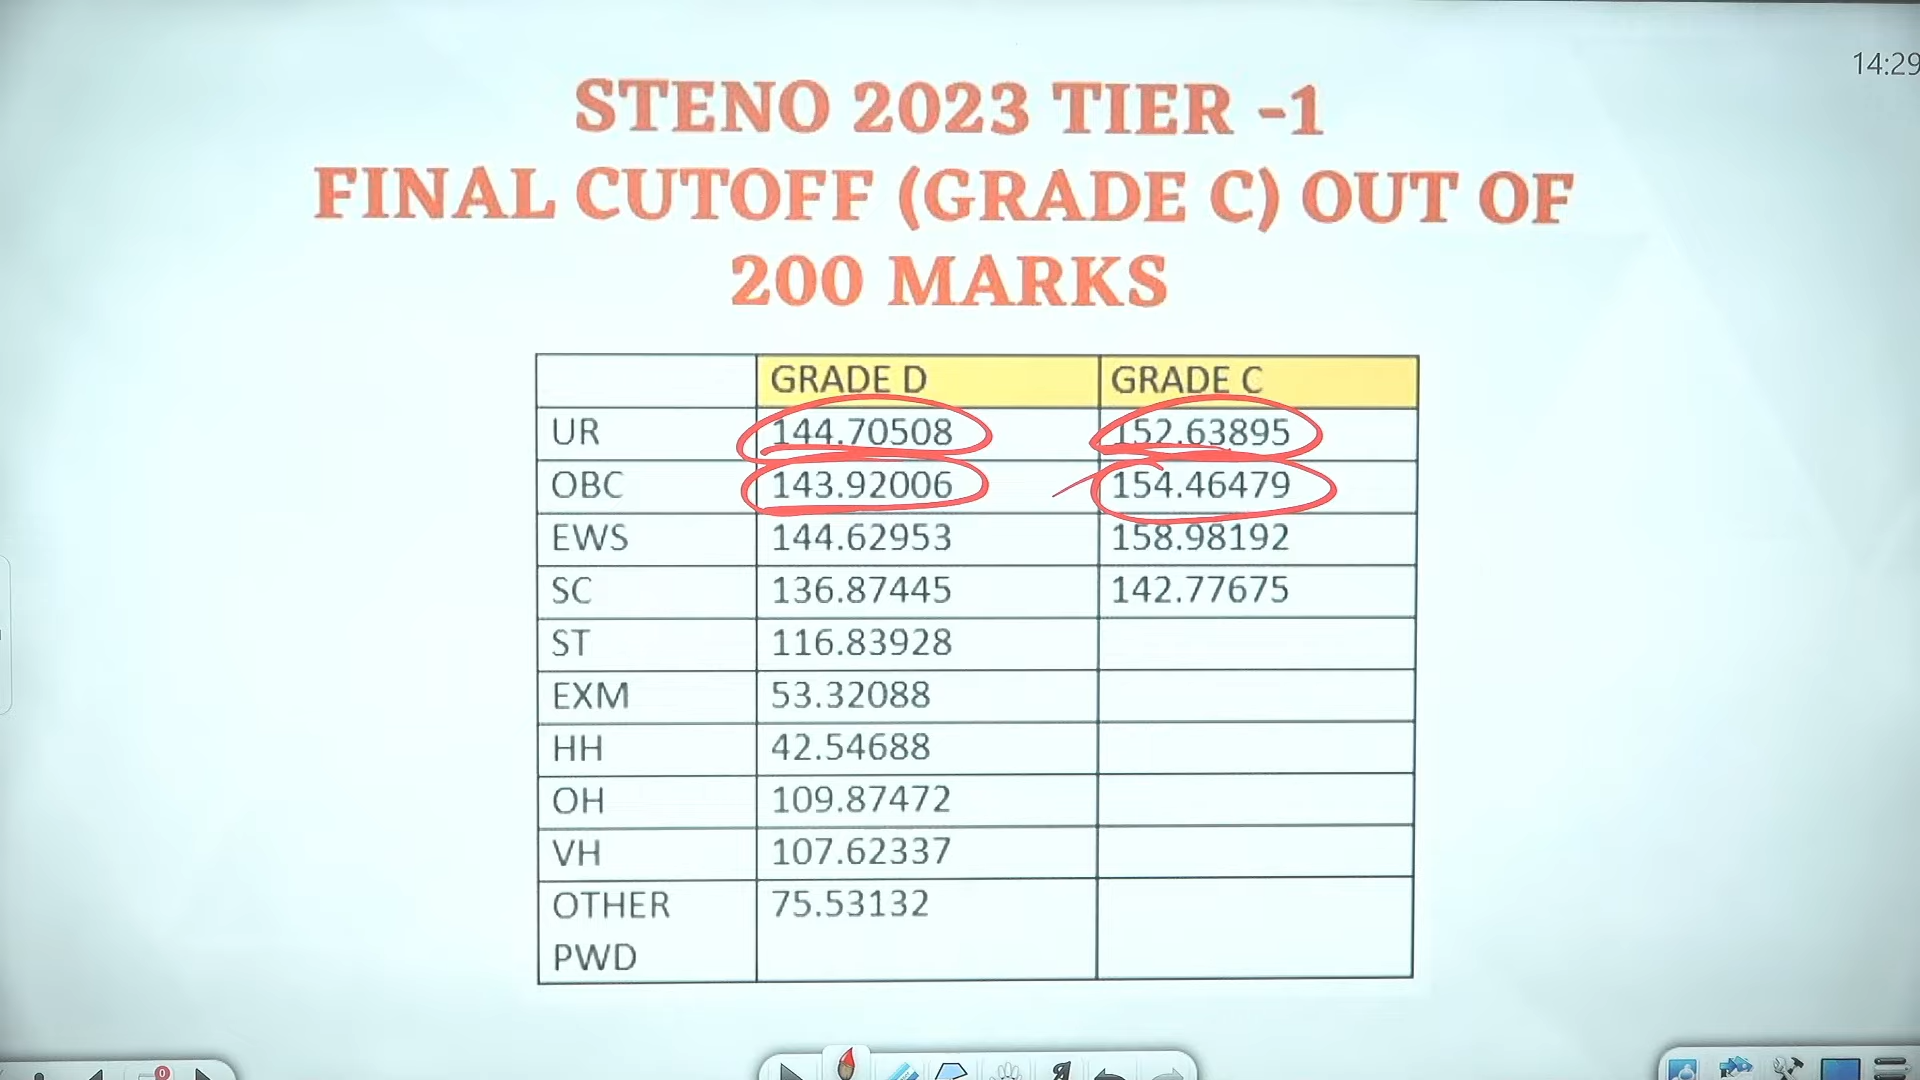 14:29
STENO 2023 TIER -1
FINAL CUTOFF (GRADE C) OUT OF
200 MARKS
GRADE D GRADE C
UR 144.70508 152.63895
OBC 143.92006 154.46479
EWS 144.62953 158.98192
SC 136.87445 142.77675
ST 116.83928
EXM 53.32088
HH 42.54688
OH 109.87472
VH 107.62337
OTHER 75.53132
PWD
0